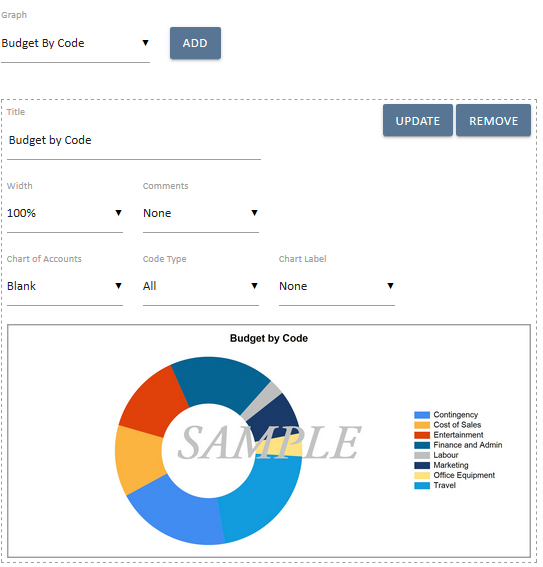 Graph
Budget By Code
ADD
Title
UPDATE REMOVE
Budget by Code
Width Comments
100% None
Chart of Accounts Code Type Chart Label
Blank All None
Budget by Code
SAMPLE
Contingency
Cost of Sales
Entertainment
Finance and Admin
Labour
Marketing
Office Equipment
Travel